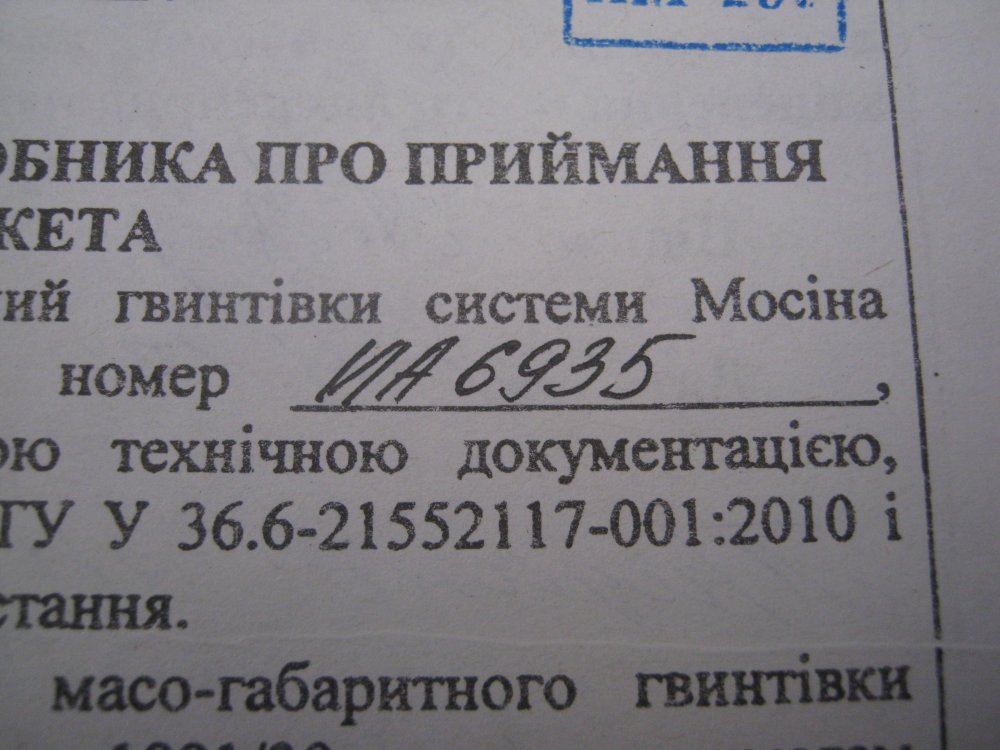 ОБНИКА ПРО ПРИЙМАННЯ
КЕТА
ий гвинтівки системи Мосіна
номер ИА 6935,
ою технічною документацією,
ТУ У 36.6-21552117-001:2010 і
стання.
масо-габаритного гвинтівки